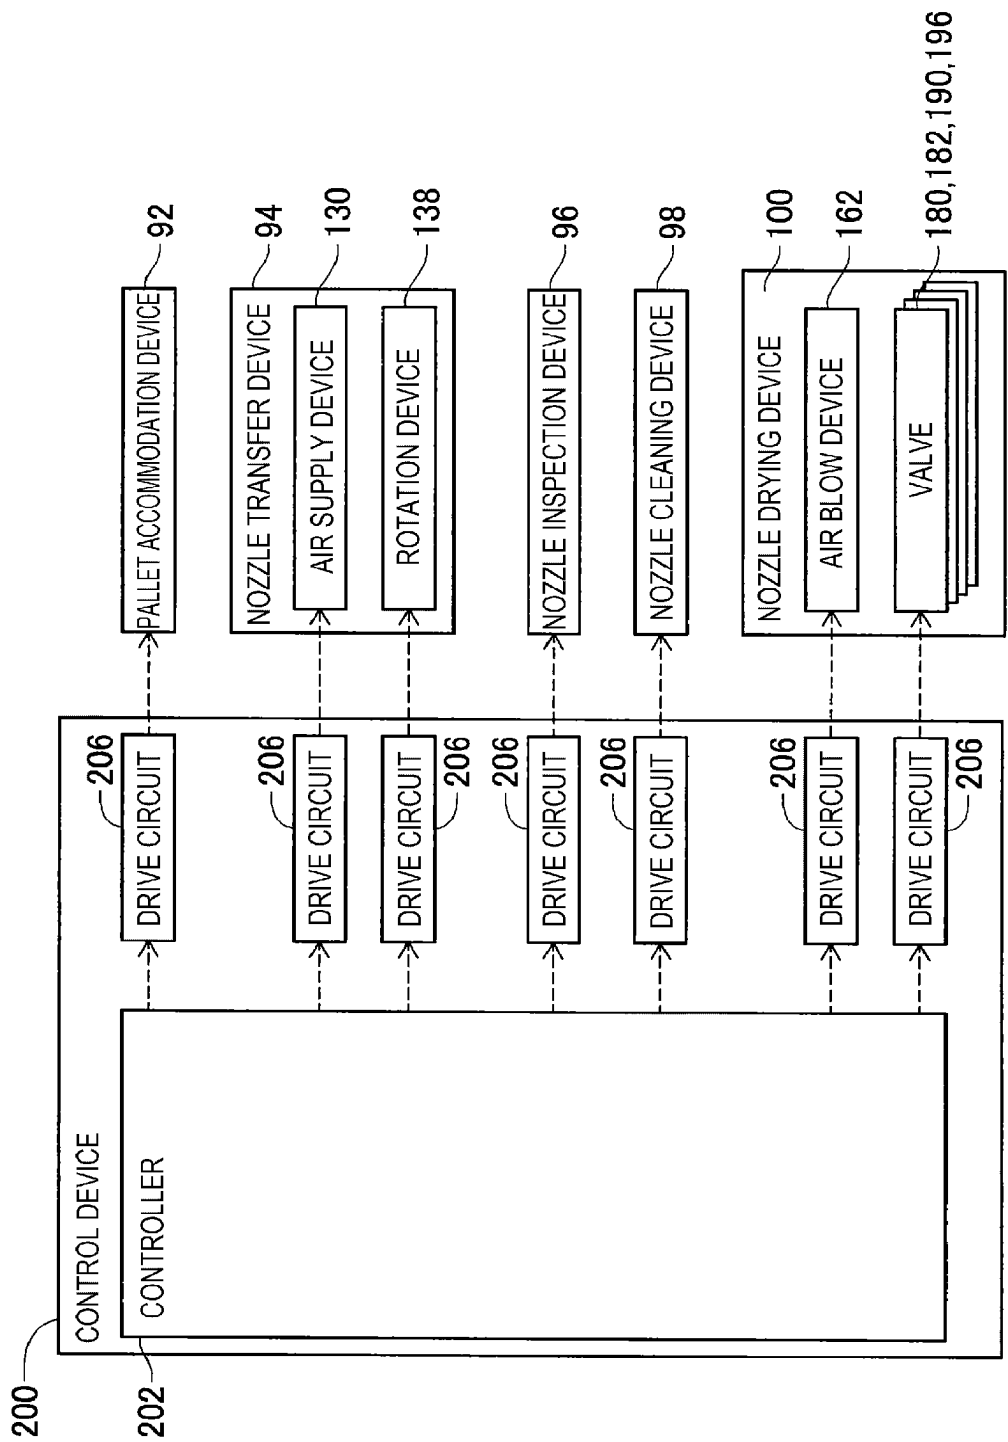 200
CONTROL DEVICE
202
CONTROLLER
206
DRIVE CIRCUIT
PALLET ACCOMMODATION DEVICE
92
NOZZLE TRANSFER DEVICE
94
206
DRIVE CIRCUIT
AIR SUPPLY DEVICE
130
DRIVE CIRCUIT
206
ROTATION DEVICE
138
206
DRIVE CIRCUIT
NOZZLE INSPECTION DEVICE
96
206
DRIVE CIRCUIT
NOZZLE CLEANING DEVICE
98
NOZZLE DRYING DEVICE
100
206
DRIVE CIRCUIT
AIR BLOW DEVICE
162
DRIVE CIRCUIT
206
VALVE
180,182,190,196